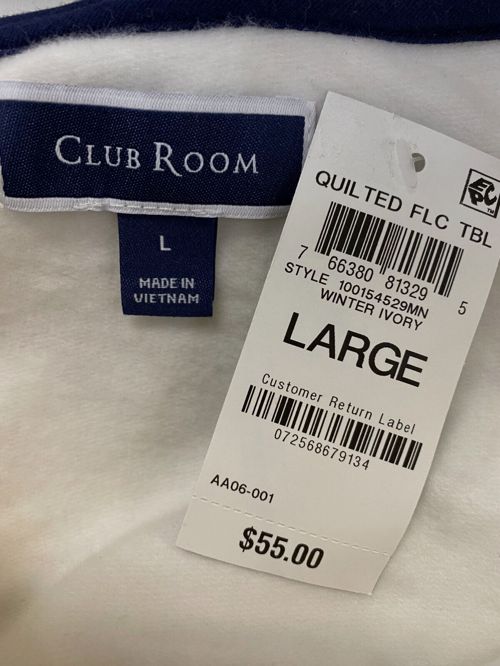 CLUB ROOM
L
MADE IN
VIETNAM
QUILTED FLC TBL
7 66380 81329 5
STYLE 100154529MN
WINTER IVORY
LARGE
Customer Return Label
072568679134
AA06-001
$55.00